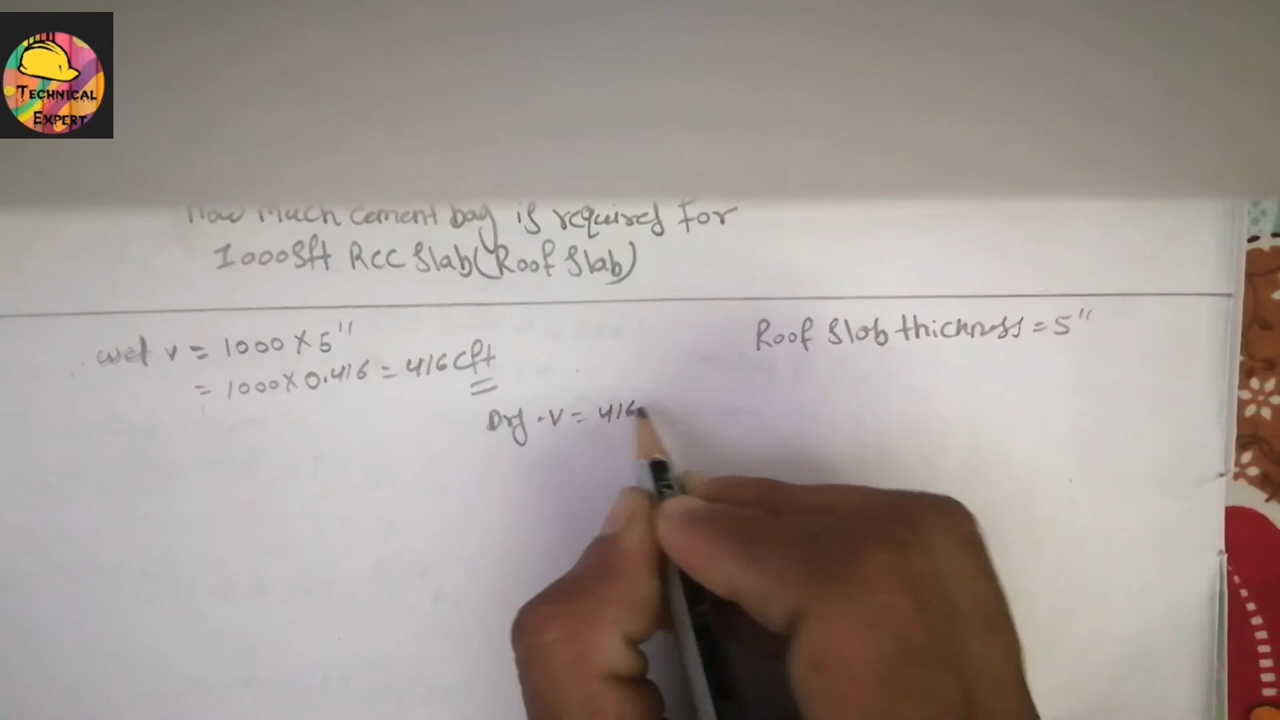 TECHNICAL
EXPERT
How Much cement bag is required For
1000Sft RCC Slab(Roof Slab)
wet v = 1000 X 5"
= 1000 X 0.416 = 416 Cft
Roof Slab thickness = 5"
Dry - V = 416